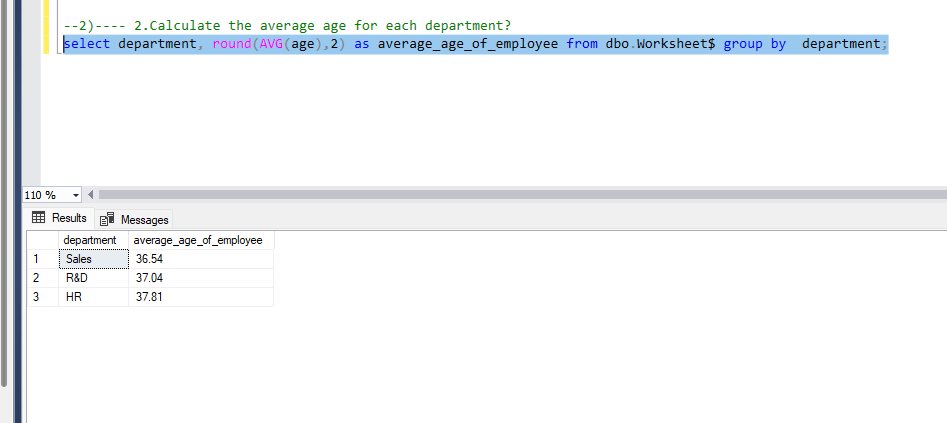 --2)---- 2.Calculate the average age for each department?
select department, round(AVG(age),2) as average_age_of_employee from dbo.Worksheet$ group by  department;
110 %
Results Messages
department average_age_of_employee
1 Sales 36.54
2 R&D 37.04
3 HR 37.81